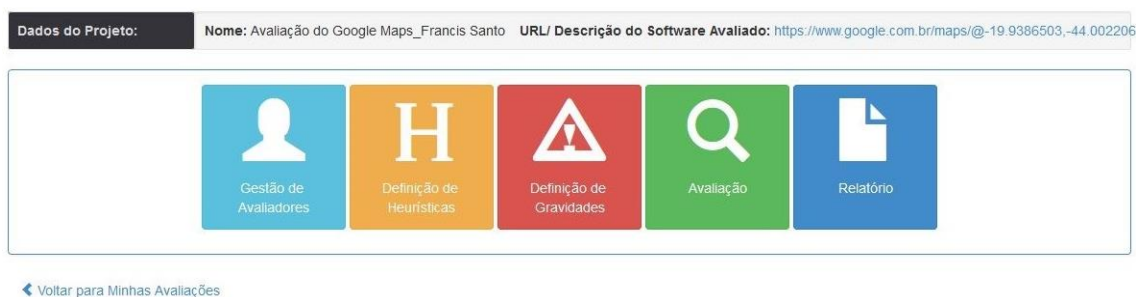 Dados do Projeto: Nome: Avaliação do Google Maps_Francis Santo URL/ Descrição do Software Avaliado: https://www.google.com.br/maps/@-19.9386503,-44.002206
H
Gestão de Avaliadores
Definição de Heurísticas
Definição de Gravidades
Avaliação
Relatório
Voltar para Minhas Avaliações